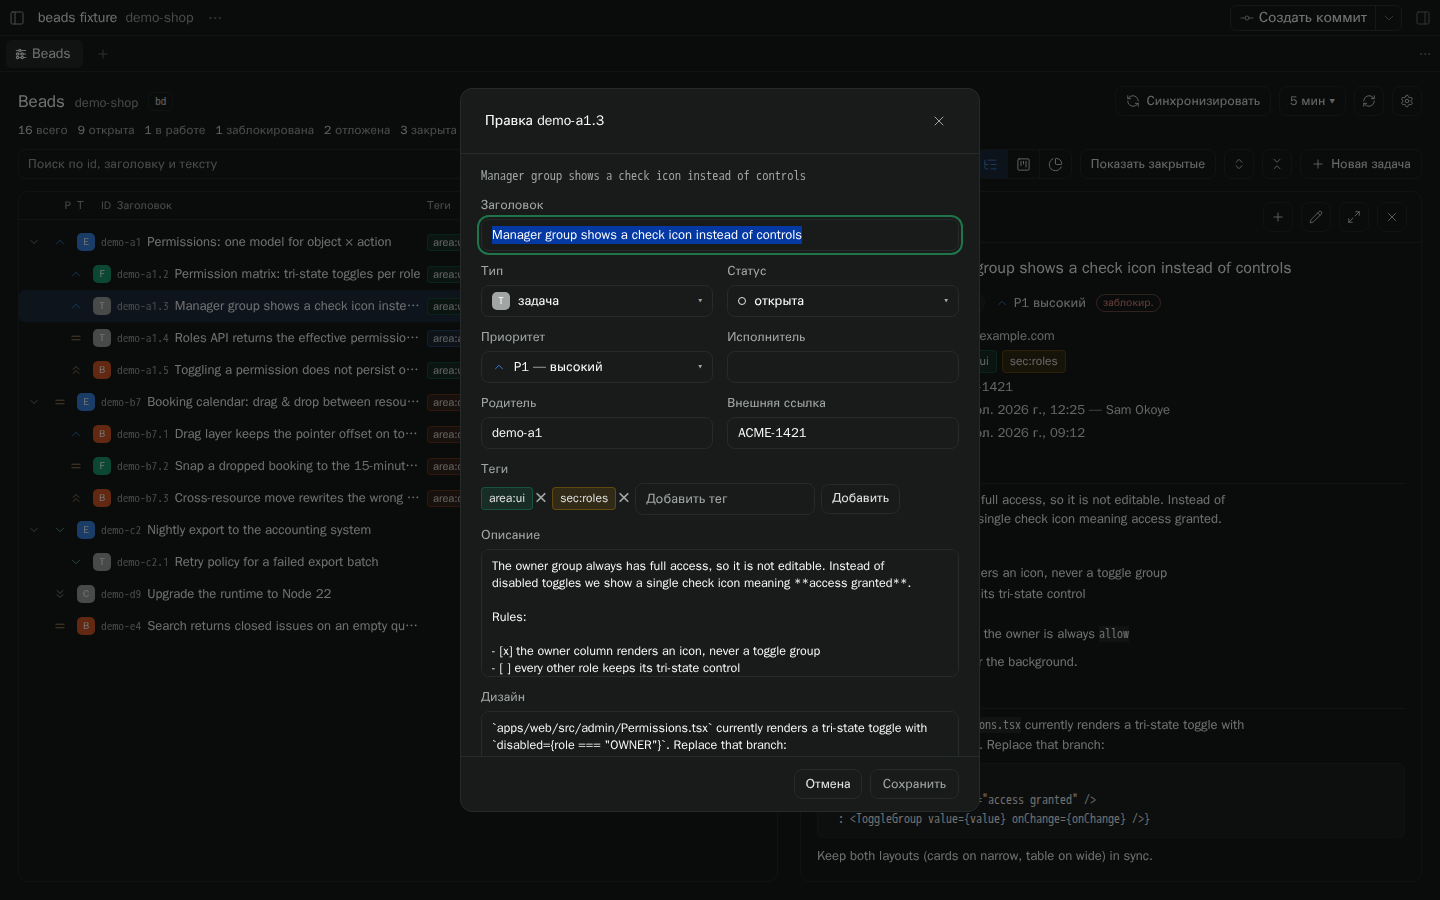 beads fixture demo-shop ···
Создать коммит
Beads
Beads demo-shop bd
Синхронизировать
5 мин
16 всего 9 открыта 1 в работе 1 заблокирована 2 отложена 3 закрыта
Поиск по id, заголовку и тексту
Показать закрытые
Новая задача
P T ID Заголовок Теги
E demo-a1 Permissions: one model for object × action
F demo-a1.2 Permission matrix: tri-state toggles per role
T demo-a1.3 Manager group shows a check icon inste···
T demo-a1.4 Roles API returns the effective permissio···
B demo-a1.5 Toggling a permission does not persist o···
E demo-b7 Booking calendar: drag & drop between resou···
B demo-b7.1 Drag layer keeps the pointer offset on to···
F demo-b7.2 Snap a dropped booking to the 15-minut···
B demo-b7.3 Cross-resource move rewrites the wrong ···
E demo-c2 Nightly export to the accounting system
T demo-c2.1 Retry policy for a failed export batch
C demo-d9 Upgrade the runtime to Node 22
B demo-e4 Search returns closed issues on an empty qu···
Правка demo-a1.3
Manager group shows a check icon instead of controls
Заголовок
Manager group shows a check icon instead of controls
Тип Статус
T задача открыта
Приоритет Исполнитель
P1 — высокий
Родитель Внешняя ссылка
demo-a1 ACME-1421
Теги
area:ui sec:roles Добавить тег Добавить
Описание
The owner group always has full access, so it is not editable. Instead of
disabled toggles we show a single check icon meaning **access granted**.
Rules:
- [x] the owner column renders an icon, never a toggle group
- [ ] every other role keeps its tri-state control
Дизайн
`apps/web/src/admin/Permissions.tsx` currently renders a tri-state toggle with
`disabled={role === "OWNER"}`. Replace that branch:
Отмена Сохранить
group shows a check icon instead of controls
P1 высокий заблокир.
example.com
ui sec:roles
1421
2026 г., 12:25 — Sam Okoye
2026 г., 09:12
full access, so it is not editable. Instead of
single check icon meaning access granted.
an icon, never a toggle group
its tri-state control
the owner is always allow
the background.
.tsx currently renders a tri-state toggle with
. Replace that branch:
"access granted" />
: <ToggleGroup value={value} onChange={onChange} />}
Keep both layouts (cards on narrow, table on wide) in sync.